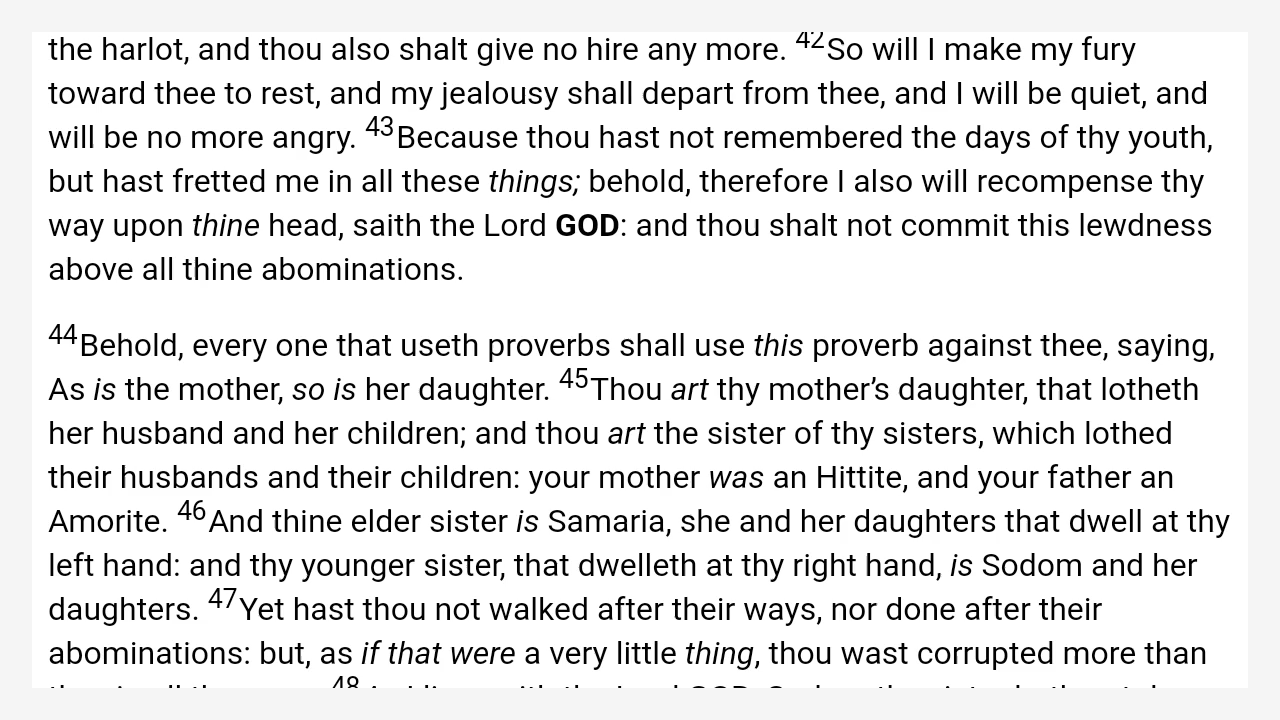 the harlot, and thou also shalt give no hire any more. 42So will I make my fury
toward thee to rest, and my jealousy shall depart from thee, and I will be quiet, and
will be no more angry. 43Because thou hast not remembered the days of thy youth,
but hast fretted me in all these things; behold, therefore I also will recompense thy
way upon thine head, saith the Lord GOD: and thou shalt not commit this lewdness
above all thine abominations.
44Behold, every one that useth proverbs shall use this proverb against thee, saying,
As is the mother, so is her daughter. 45Thou art thy mother’s daughter, that lotheth
her husband and her children; and thou art the sister of thy sisters, which lothed
their husbands and their children: your mother was an Hittite, and your father an
Amorite. 46And thine elder sister is Samaria, she and her daughters that dwell at thy
left hand: and thy younger sister, that dwelleth at thy right hand, is Sodom and her
daughters. 47Yet hast thou not walked after their ways, nor done after their
abominations: but, as if that were a very little thing, thou wast corrupted more than